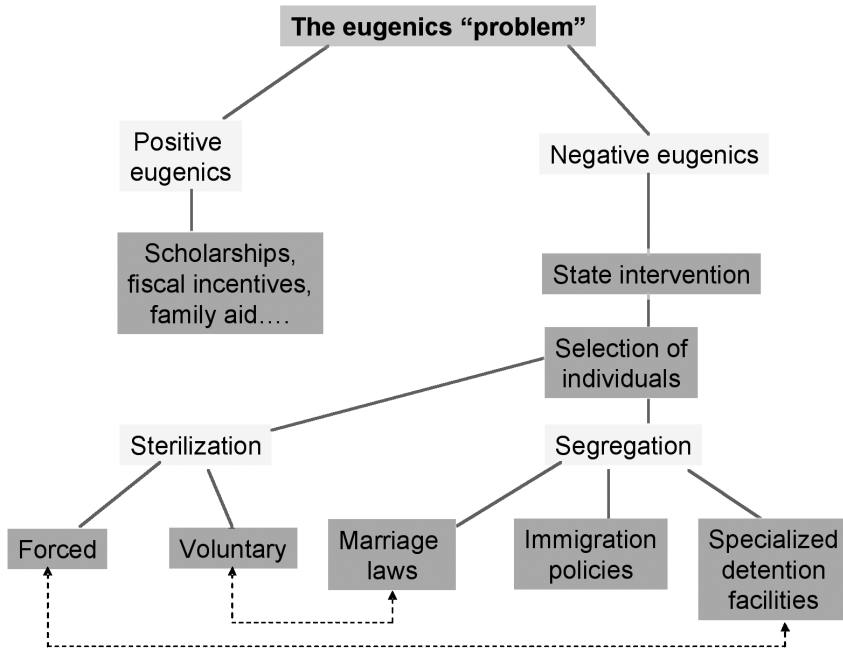 The eugenics “problem”
Positive
eugenics
Negative eugenics
Scholarships,
fiscal incentives,
family aid….
State intervention
Selection of
individuals
Sterilization
Segregation
Forced
Voluntary
Marriage
laws
Immigration
policies
Specialized
detention
facilities